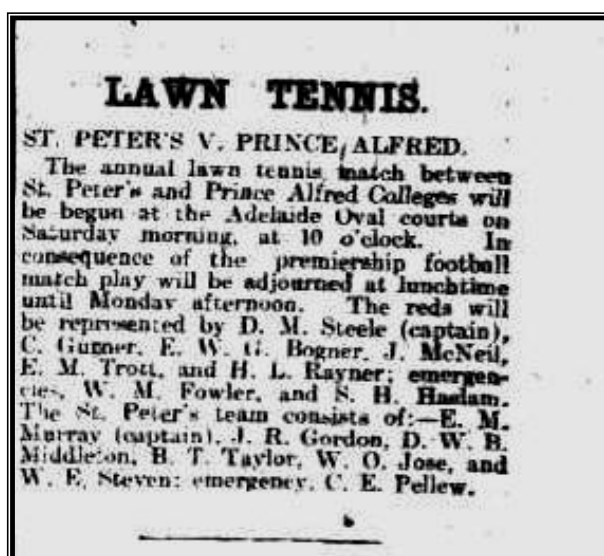 LAWN TENNIS.
ST. PETER'S V. PRINCE ALFRED.
The annual lawn tennis match between
St. Peter's and Prince Alfred Colleges will
be begun at the Adelaide Oval courts on
Saturday morning, at 10 o'clock. In
consequence of the premiership football
match play will be adjourned at lunchtime
until Monday afternoon. The reds will
be represented by D. M. Steele (captain),
C. Gurner, E. W. G. Bogner, J. McNeil,
E. M. Trott, and H. L. Rayner; emergen-
cies, W. M. Fowler, and S. H. Haslam.
The St. Peter's team consists of:—E. M.
Murray (captain), J. R. Gordon, D. W. B.
Middleton, B. T. Taylor, W. O. Jose, and
W. E. Steven; emergency, C. E. Pellew.